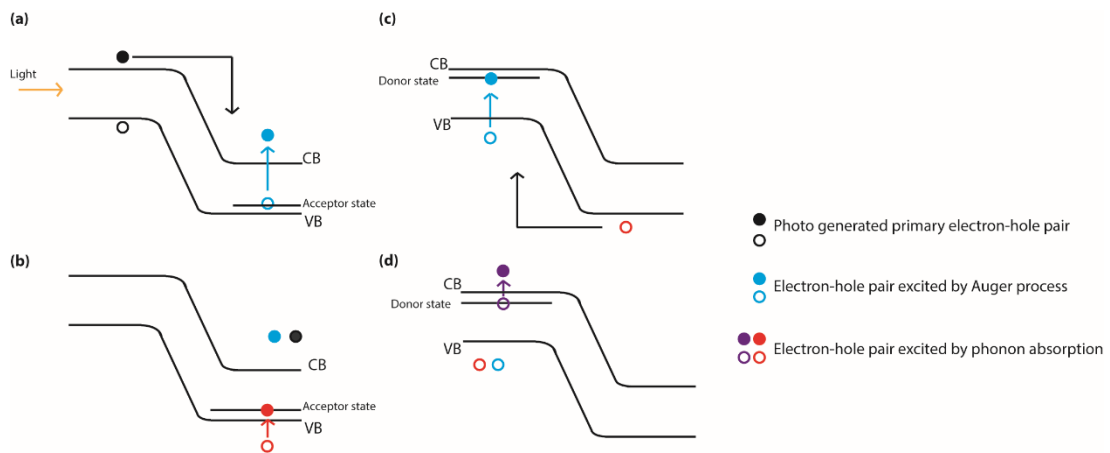 (a)
Light
CB
Acceptor state
VB
(b)
CB
Acceptor state
VB
(c)
CB
Donor state
VB
(d)
CB
Donor state
VB
Photo generated primary electron-hole pair
Electron-hole pair excited by Auger process
Electron-hole pair excited by phonon absorption